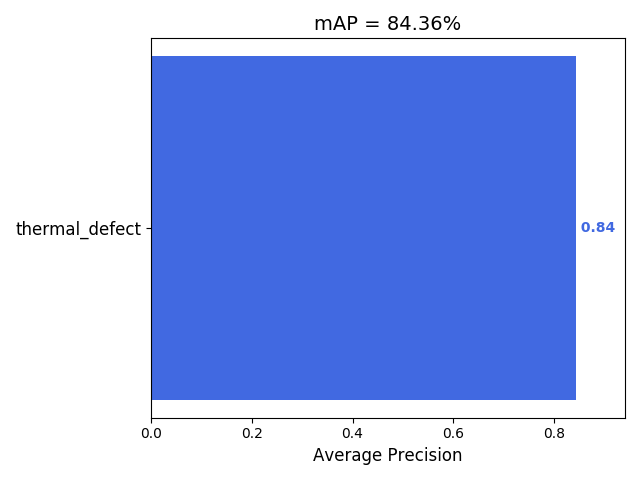 mAP = 84.36%
thermal_defect
0.84
0.0 0.2 0.4 0.6 0.8
Average Precision